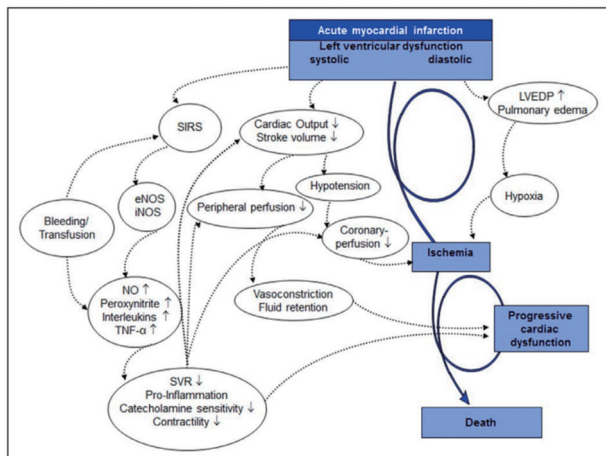 Acute myocardial infarction
Left ventricular dysfunction
systolic diastolic
LVEDP ↑
Pulmonary edema
SIRS
Cardiac Output ↓
Stroke volume ↓
eNOS
iNOS
Hypotension
Hypoxia
Bleeding/
Transfusion
Peripheral perfusion ↓
Coronary-
perfusion ↓
Ischemia
NO ↑
Peroxynitrite ↑
Interleukins ↑
TNF-α ↑
Vasoconstriction
Fluid retention
Progressive
cardiac
dysfunction
SVR ↓
Pro-Inflammation
Catecholamine sensitivity ↓
Contractility ↓
Death